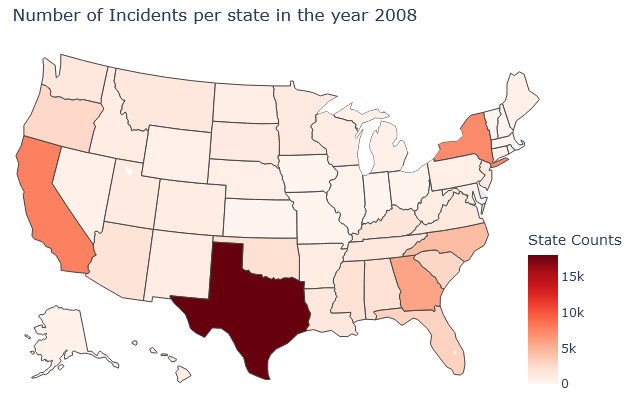 Number of Incidents per state in the year 2008
State Counts
15k
10k
5k
0